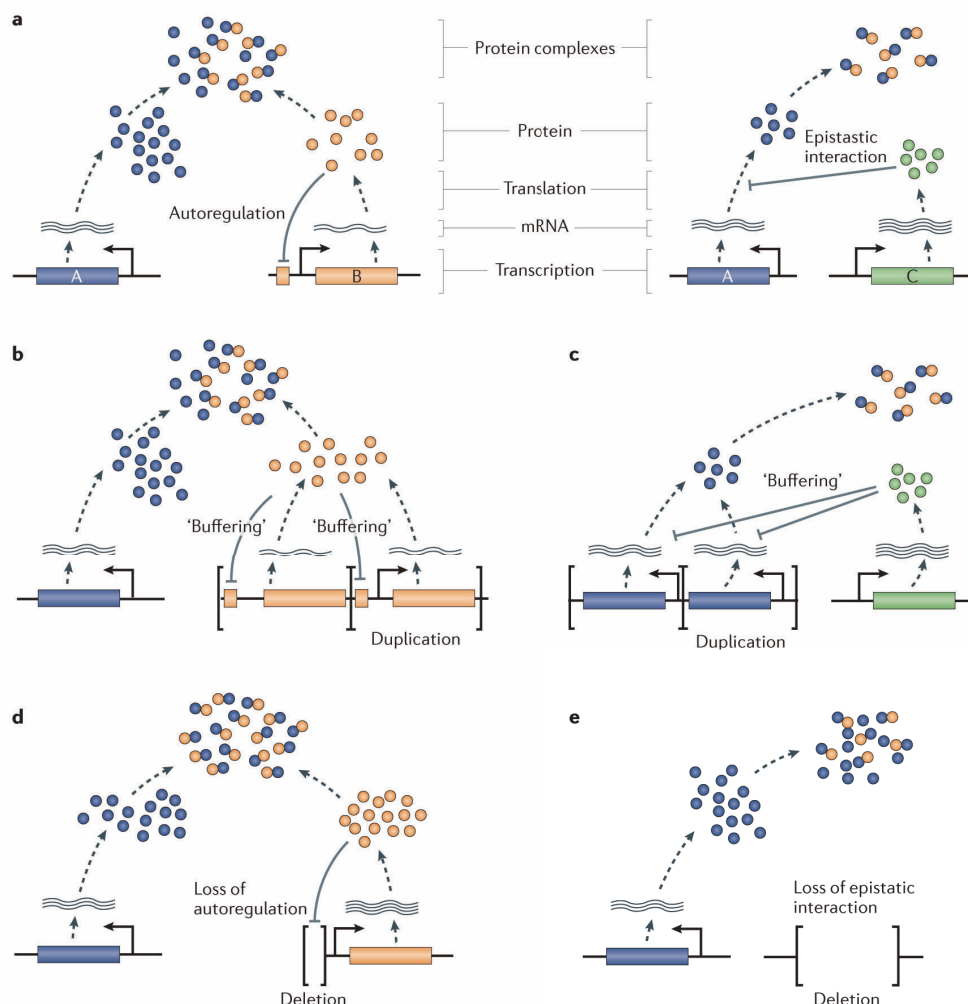 a
Protein complexes
Protein
Epistastic
interaction
Translation
Autoregulation
mRNA
Transcription
A
B
A
C
b
c
'Buffering'
'Buffering'
'Buffering'
Duplication
Duplication
d
e
Loss of
autoregulation
Loss of epistatic
interaction
Deletion
Deletion